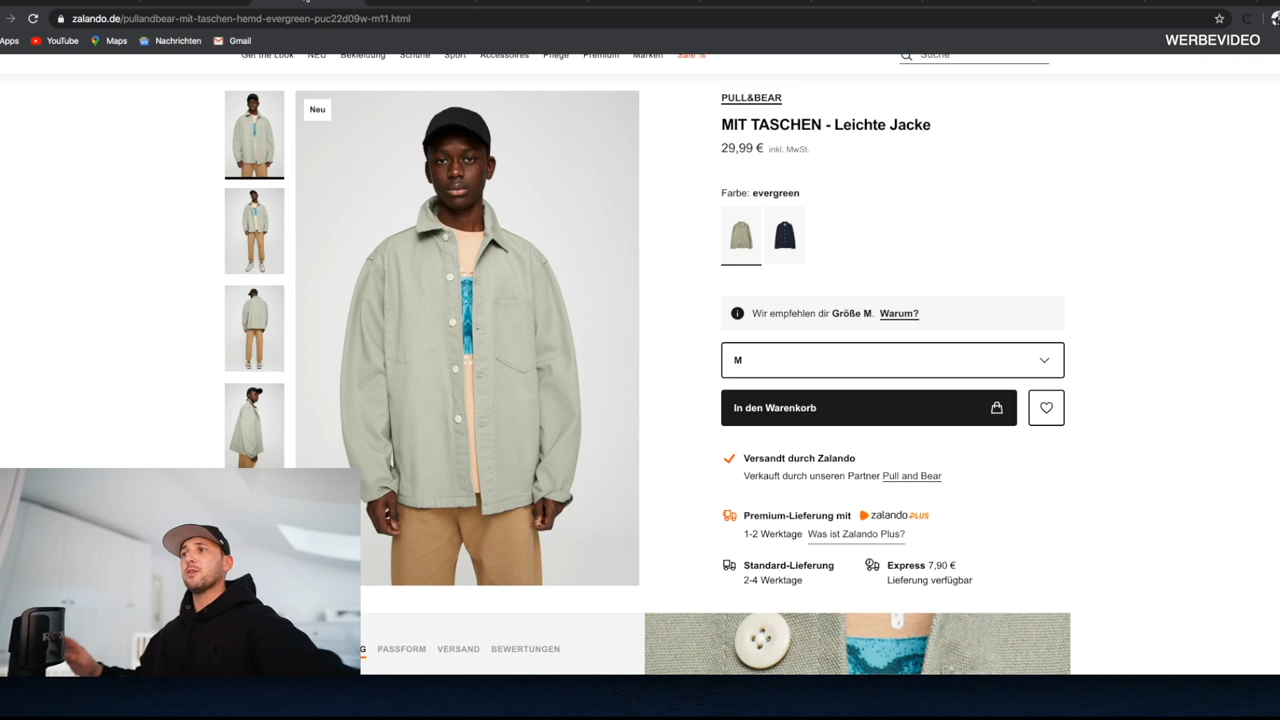 zalando.de/pullandbear-mit-taschen-hemd-evergreen-puc22d09w-m11.html
Apps YouTube Maps Nachrichten Gmail
WERBEVIDEO
Get the Look NEU Bekleidung Schuhe Sport Accessoires Pflege Premium Marken Sale % Suche
Neu
PULL&BEAR
MIT TASCHEN - Leichte Jacke
29,99 € inkl. MwSt.
Farbe: evergreen
Wir empfehlen dir Größe M. Warum?
M
In den Warenkorb
Versandt durch Zalando
Verkauft durch unseren Partner Pull and Bear
Premium-Lieferung mit zalando PLUS
1-2 Werktage Was ist Zalando Plus?
Standard-Lieferung
2-4 Werktage
Express 7,90 €
Lieferung verfügbar
G PASSFORM VERSAND BEWERTUNGEN